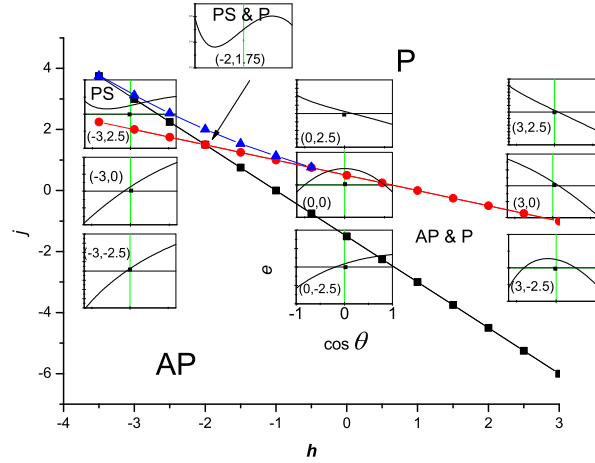 PS & P
(-2,1.75)
P
4
PS
(-3,2.5)
(0,2.5)
(3,2.5)
2
(-3,0)
(0,0)
(3,0)
0
j
AP & P
-2
(-3,-2.5)
e
(0,-2.5)
(3,-2.5)
-1 0 1
cos θ
-4
AP
-6
-4 -3 -2 -1 0 1 2 3
h